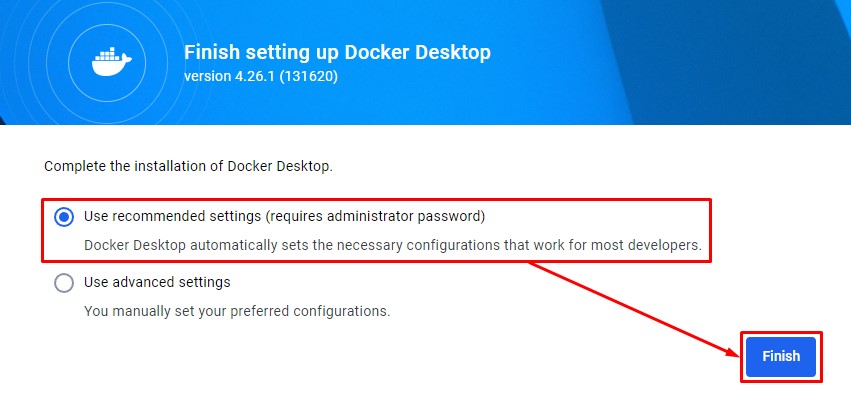 Finish setting up Docker Desktop
version 4.26.1 (131620)
Complete the installation of Docker Desktop.
Use recommended settings (requires administrator password)
Docker Desktop automatically sets the necessary configurations that work for most developers.
Use advanced settings
You manually set your preferred configurations.
Finish